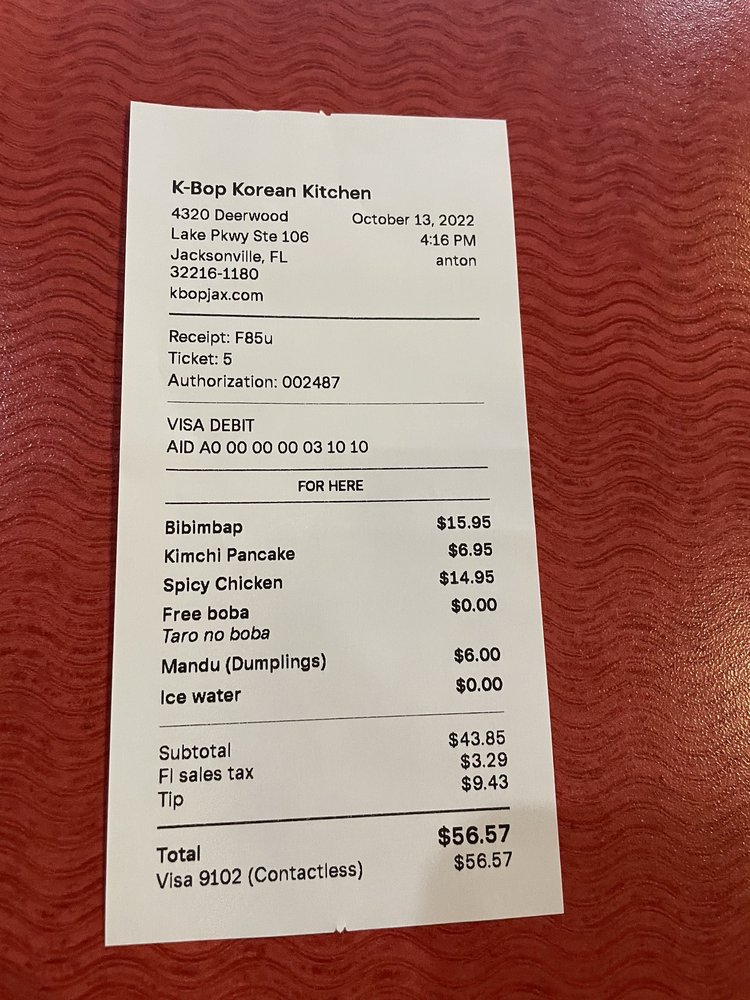 K-Bop Korean Kitchen
4320 Deerwood
Lake Pkwy Ste 106
Jacksonville, FL
32216-1180
kbopjax.com
October 13, 2022
4:16 PM
anton
Receipt: F85u
Ticket: 5
Authorization: 002487
VISA DEBIT
AID A0 00 00 00 03 10 10
FOR HERE
Bibimbap $15.95
Kimchi Pancake $6.95
Spicy Chicken $14.95
Free boba $0.00
Taro no boba
Mandu (Dumplings) $6.00
Ice water $0.00
Subtotal $43.85
Fl sales tax $3.29
Tip $9.43
Total $56.57
Visa 9102 (Contactless) $56.57